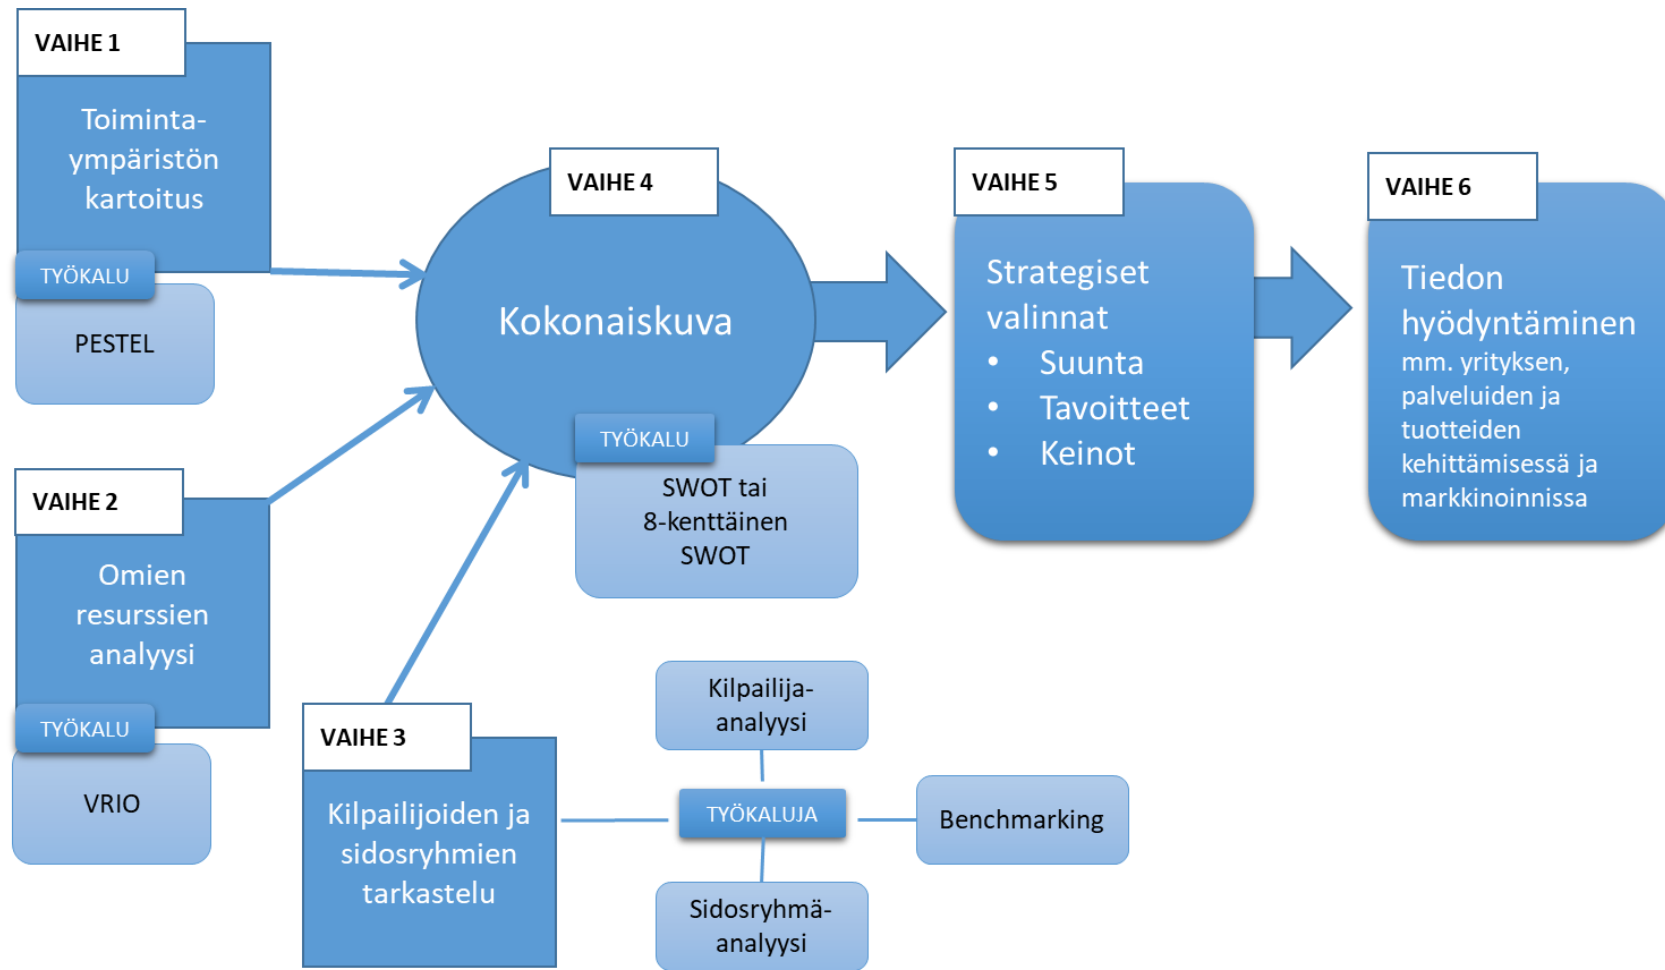 VAIHE 1
Toiminta-
ympäristön
kartoitus
TYÖKALU
PESTEL
VAIHE 2
Omien
resurssien
analyysi
TYÖKALU
VRIO
VAIHE 3
Kilpailijoiden ja
sidosryhmien
tarkastelu
TYÖKALUJA
Kilpailija-
analyysi
Benchmarking
Sidosryhmä-
analyysi
VAIHE 4
Kokonaiskuva
TYÖKALU
SWOT tai
8-kenttäinen
SWOT
VAIHE 5
Strategiset
valinnat
• Suunta
• Tavoitteet
• Keinot
VAIHE 6
Tiedon
hyödyntäminen
mm. yrityksen,
palveluiden ja
tuotteiden
kehittämisessä ja
markkinoinnissa